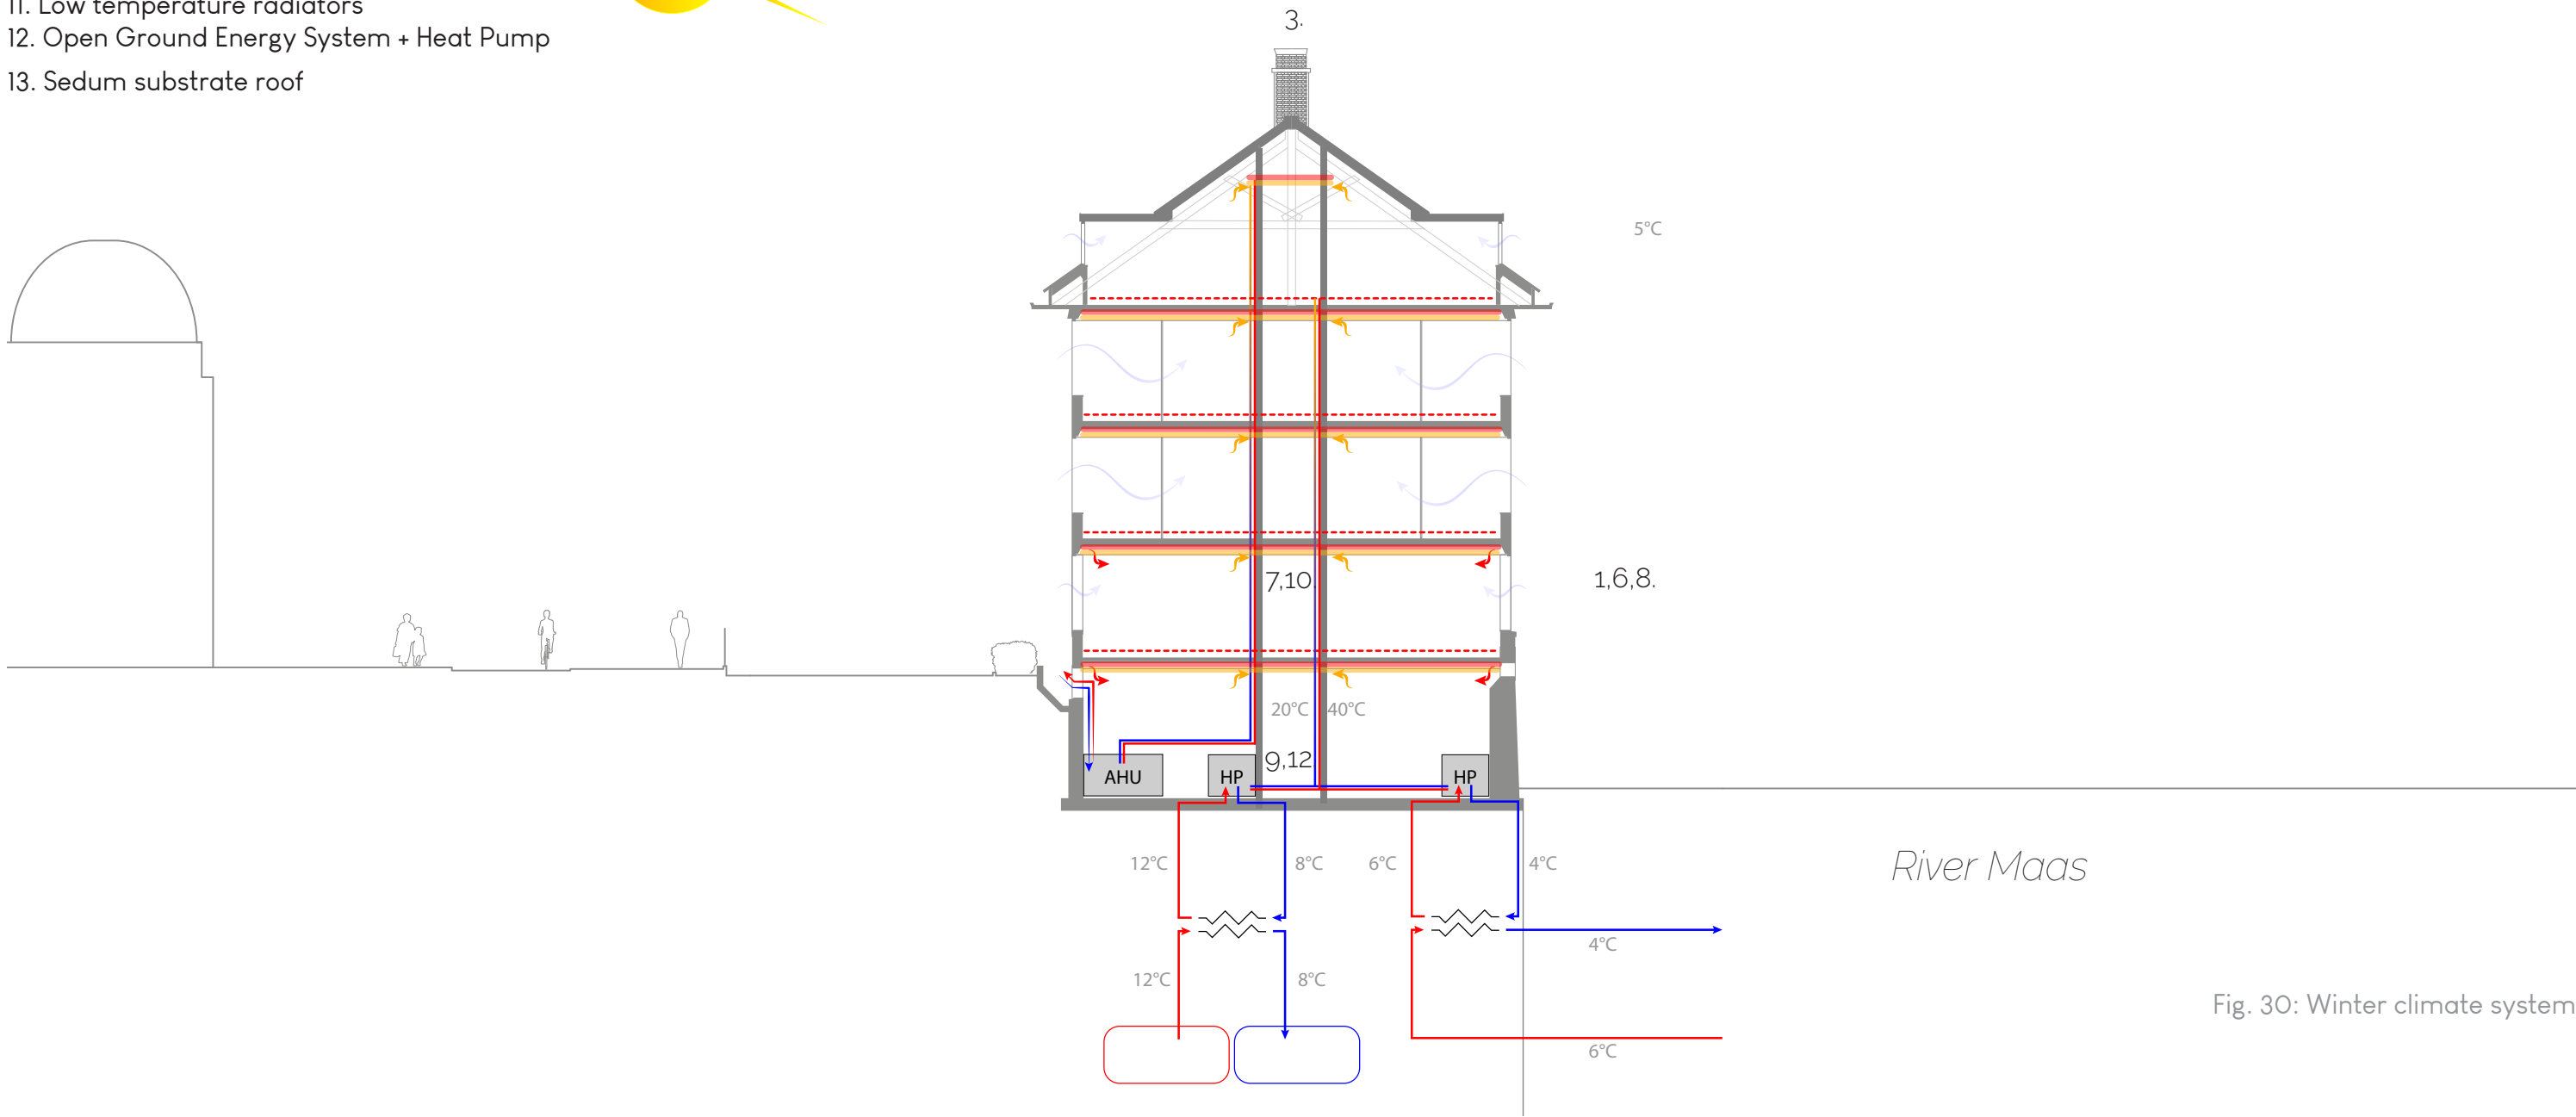 11. Low temperature radiators
12. Open Ground Energy System + Heat Pump
13. Sedum substrate roof
3.
5°C
7,10
1,6,8.
20°C
40°C
9,12
AHU
HP
HP
12°C
8°C
6°C
4°C
River Maas
4°C
12°C
8°C
Fig. 30: Winter climate system
6°C